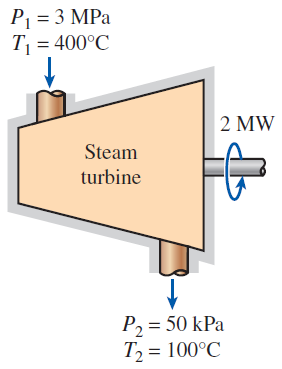 P₁ = 3 MPa
T₁ = 400°C
2 MW
Steam
turbine
P₂ = 50 kPa
T₂ = 100°C